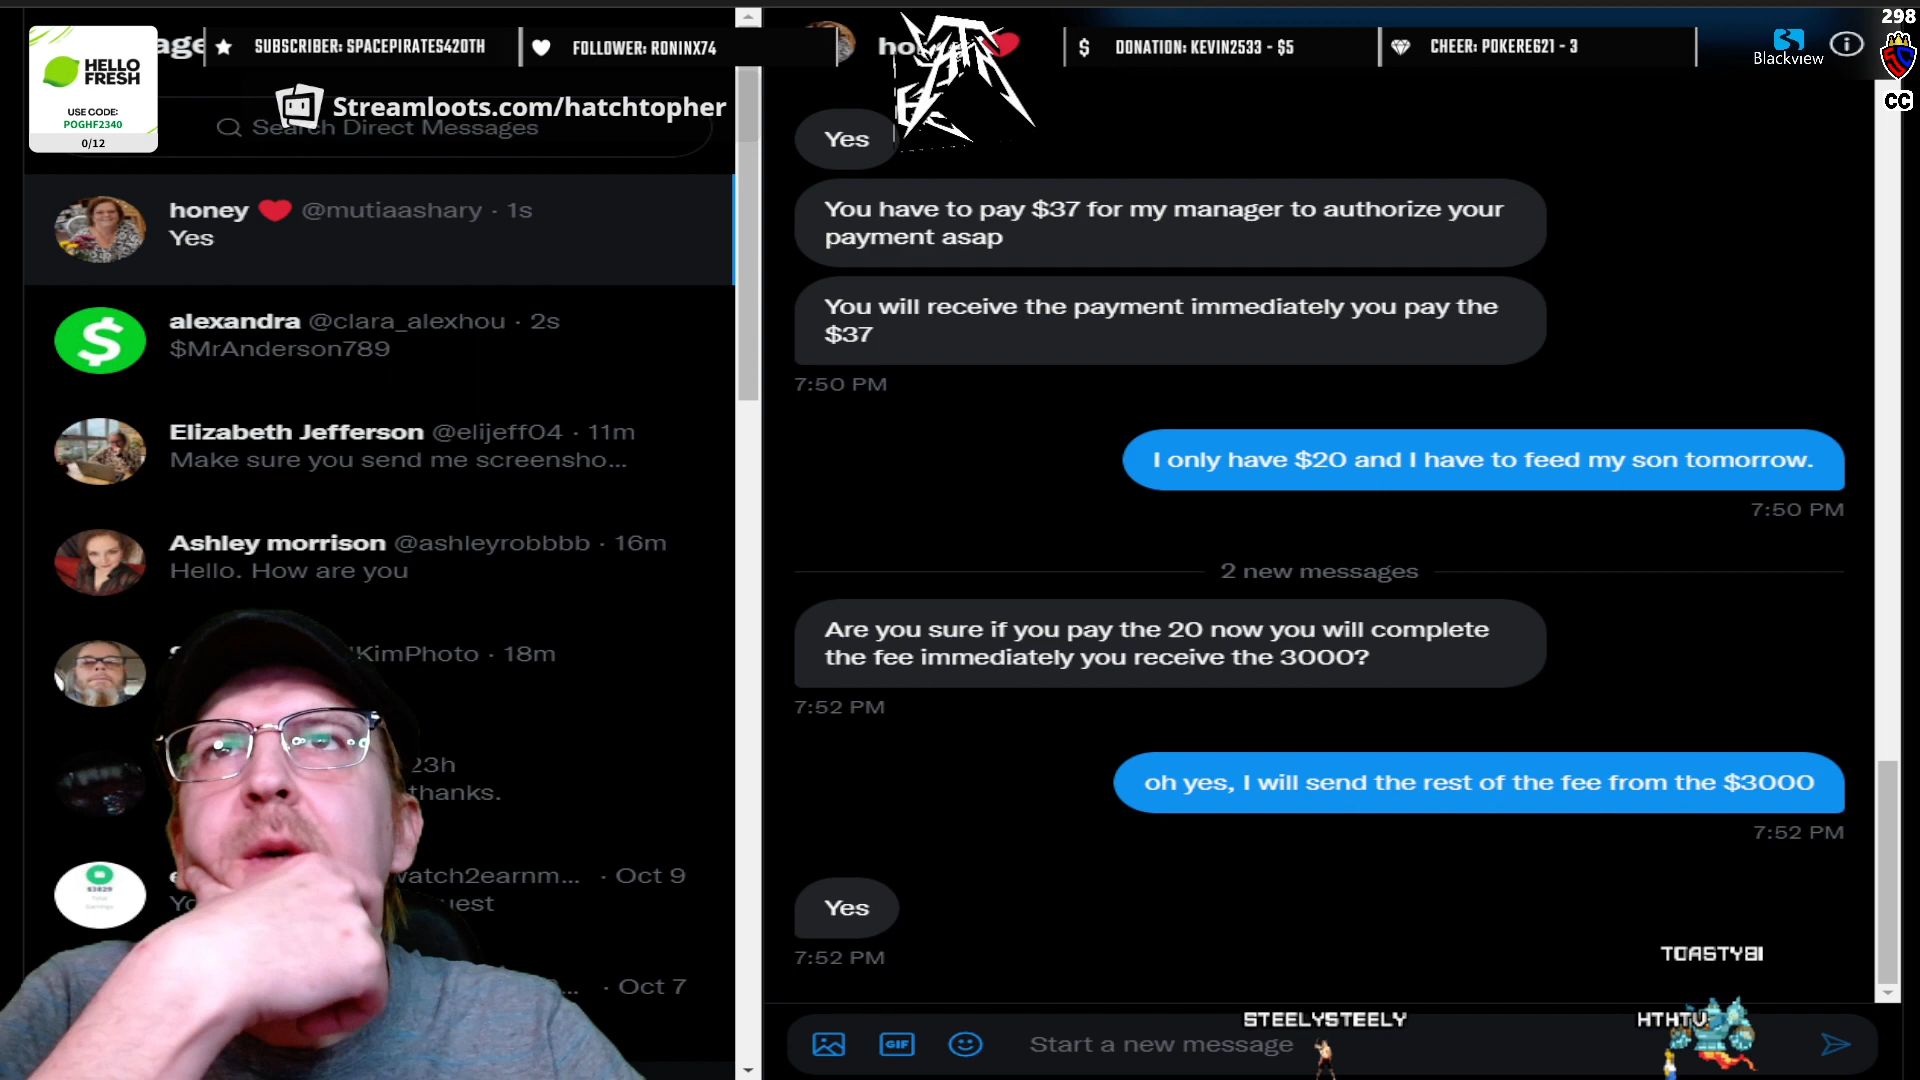 HELLO
FRESH
USE CODE:
POGHF2340
0/12
SUBSCRIBER: SPACEPIRATES420TH
FOLLOWER: RONINX74
DONATION: KEVIN2533 - $5
CHEER: POKERE621 - 3
Blackview
298
CC
Streamloots.com/hatchtopher
Search Direct Messages
honey ❤️ @mutiaashary · 1s
Yes
alexandra @clara_alexhou · 2s
$MrAnderson789
Elizabeth Jefferson @elijeff04 · 11m
Make sure you send me screensho...
Ashley morrison @ashleyrobbbb · 16m
Hello. How are you
KimPhoto · 18m
23h
thanks.
watch2earnm... · Oct 9
$3829
... · Oct 7
Yes
You have to pay $37 for my manager to authorize your
payment asap
You will receive the payment immediately you pay the
$37
7:50 PM
I only have $20 and I have to feed my son tomorrow.
7:50 PM
2 new messages
Are you sure if you pay the 20 now you will complete
the fee immediately you receive the 3000?
7:52 PM
oh yes, I will send the rest of the fee from the $3000
7:52 PM
Yes
7:52 PM
TOASTY81
STEELYSTEELY
HTHTV
GIF
Start a new message